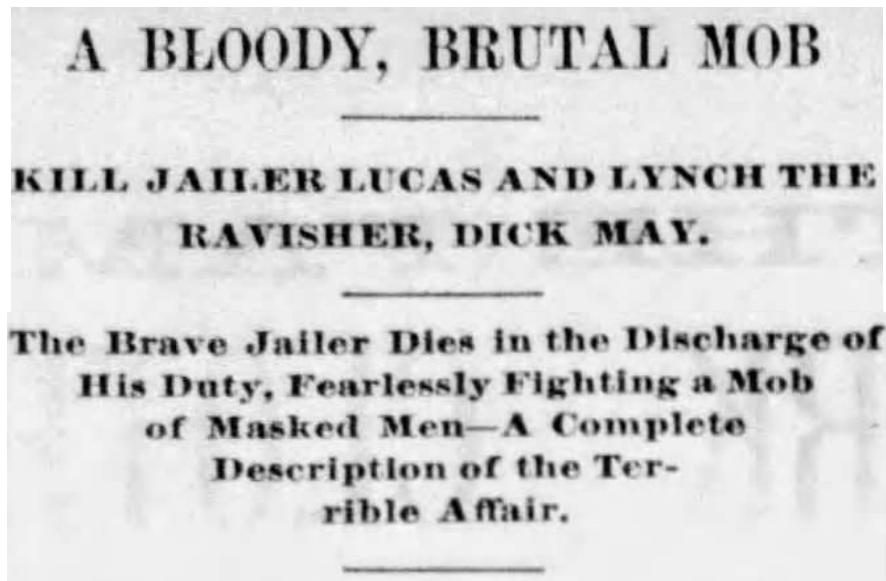 A BLOODY, BRUTAL MOB
KILL JAILER LUCAS AND LYNCH THE
RAVISHER, DICK MAY.
The Brave Jailer Dies in the Discharge of
His Duty, Fearlessly Fighting a Mob
of Masked Men—A Complete
Description of the Ter-
rible Affair.